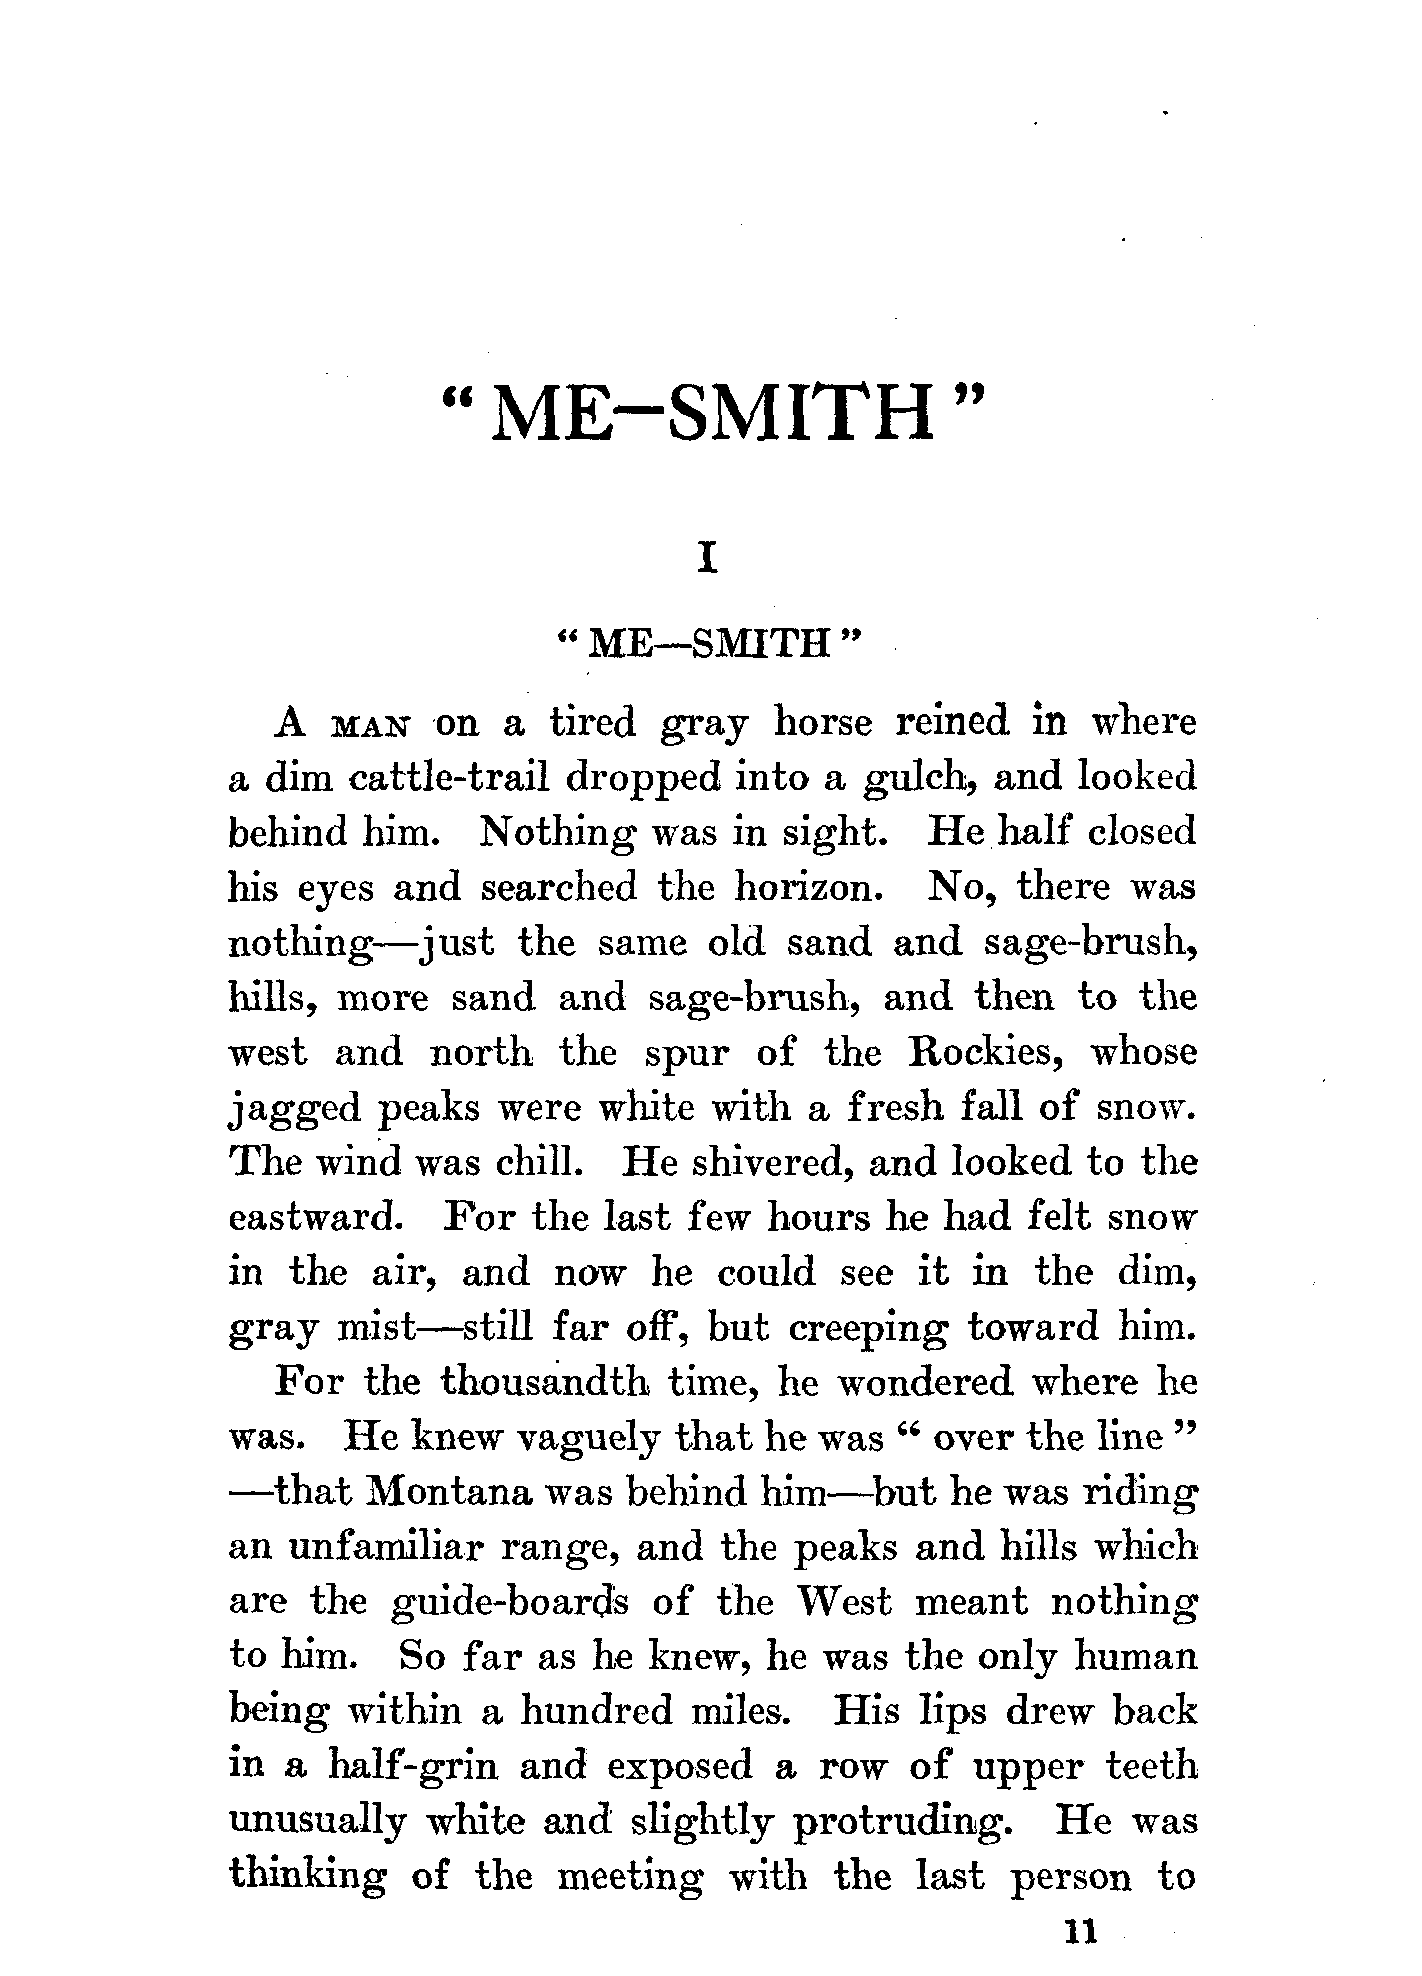 “ ME—SMITH ”
I
“ ME—SMITH ”
A MAN on a tired gray horse reined in where
a dim cattle-trail dropped into a gulch, and looked
behind him. Nothing was in sight. He half closed
his eyes and searched the horizon. No, there was
nothing—just the same old sand and sage-brush,
hills, more sand and sage-brush, and then to the
west and north the spur of the Rockies, whose
jagged peaks were white with a fresh fall of snow.
The wind was chill. He shivered, and looked to the
eastward. For the last few hours he had felt snow
in the air, and now he could see it in the dim,
gray mist—still far off, but creeping toward him.
For the thousandth time, he wondered where he
was. He knew vaguely that he was “ over the line ”
—that Montana was behind him—but he was riding
an unfamiliar range, and the peaks and hills which
are the guide-boards of the West meant nothing
to him. So far as he knew, he was the only human
being within a hundred miles. His lips drew back
in a half-grin and exposed a row of upper teeth
unusually white and slightly protruding. He was
thinking of the meeting with the last person to
11